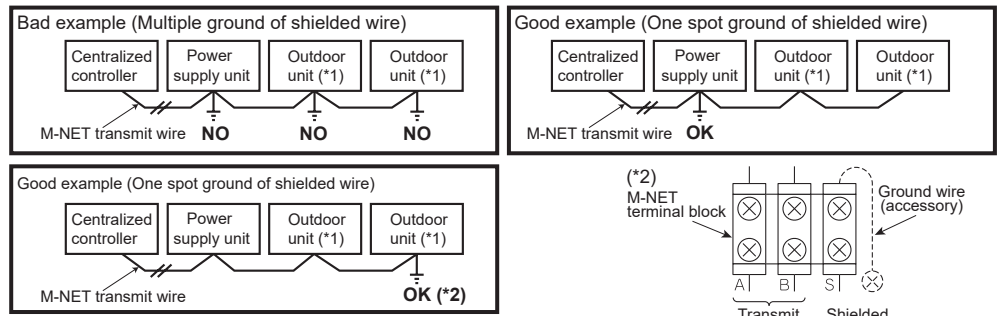 Bad example (Multiple ground of shielded wire)
Centralized controller
Power supply unit
Outdoor unit (*1)
Outdoor unit (*1)
M-NET transmit wire
NO
NO
NO
Good example (One spot ground of shielded wire)
Centralized controller
Power supply unit
Outdoor unit (*1)
Outdoor unit (*1)
M-NET transmit wire
OK
Good example (One spot ground of shielded wire)
Centralized controller
Power supply unit
Outdoor unit (*1)
Outdoor unit (*1)
M-NET transmit wire
OK (*2)
(*2)
M-NET
terminal block
Ground wire
(accessory)
A
B
S
Transmit
Shielded